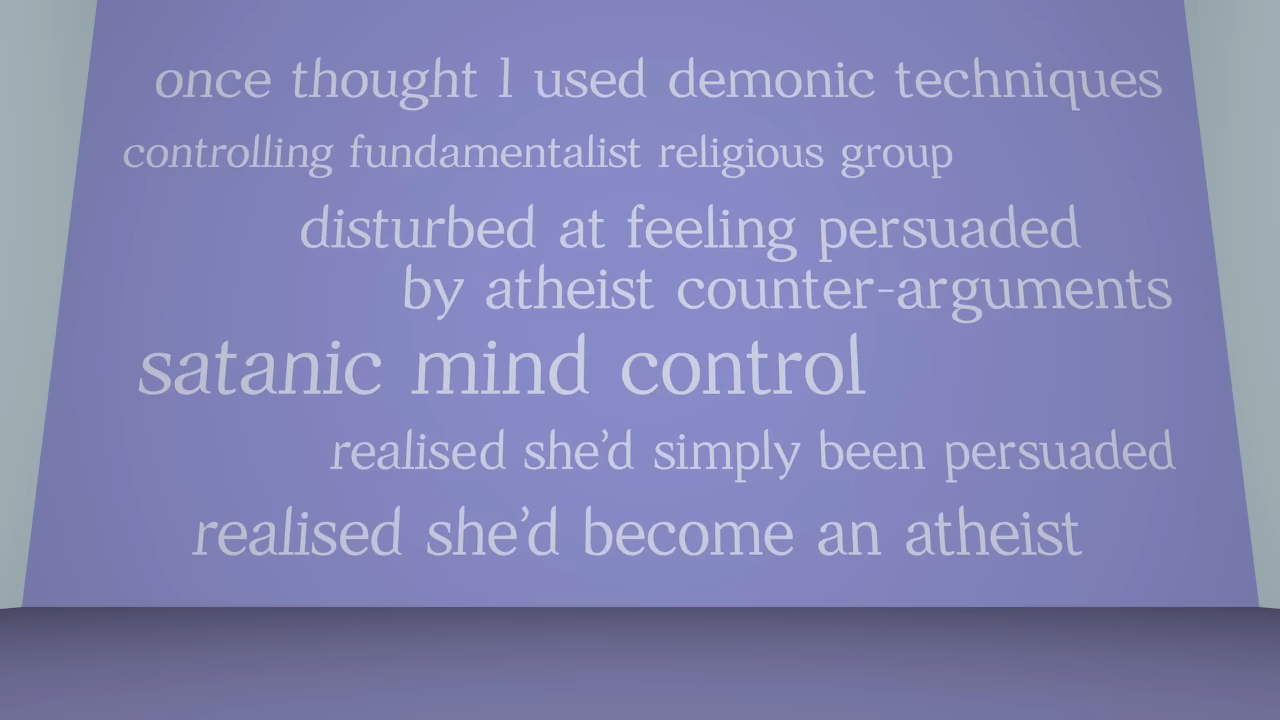 once thought I used demonic techniques
controlling fundamentalist religious group
disturbed at feeling persuaded
by atheist counter-arguments
satanic mind control
realised she’d simply been persuaded
realised she’d become an atheist